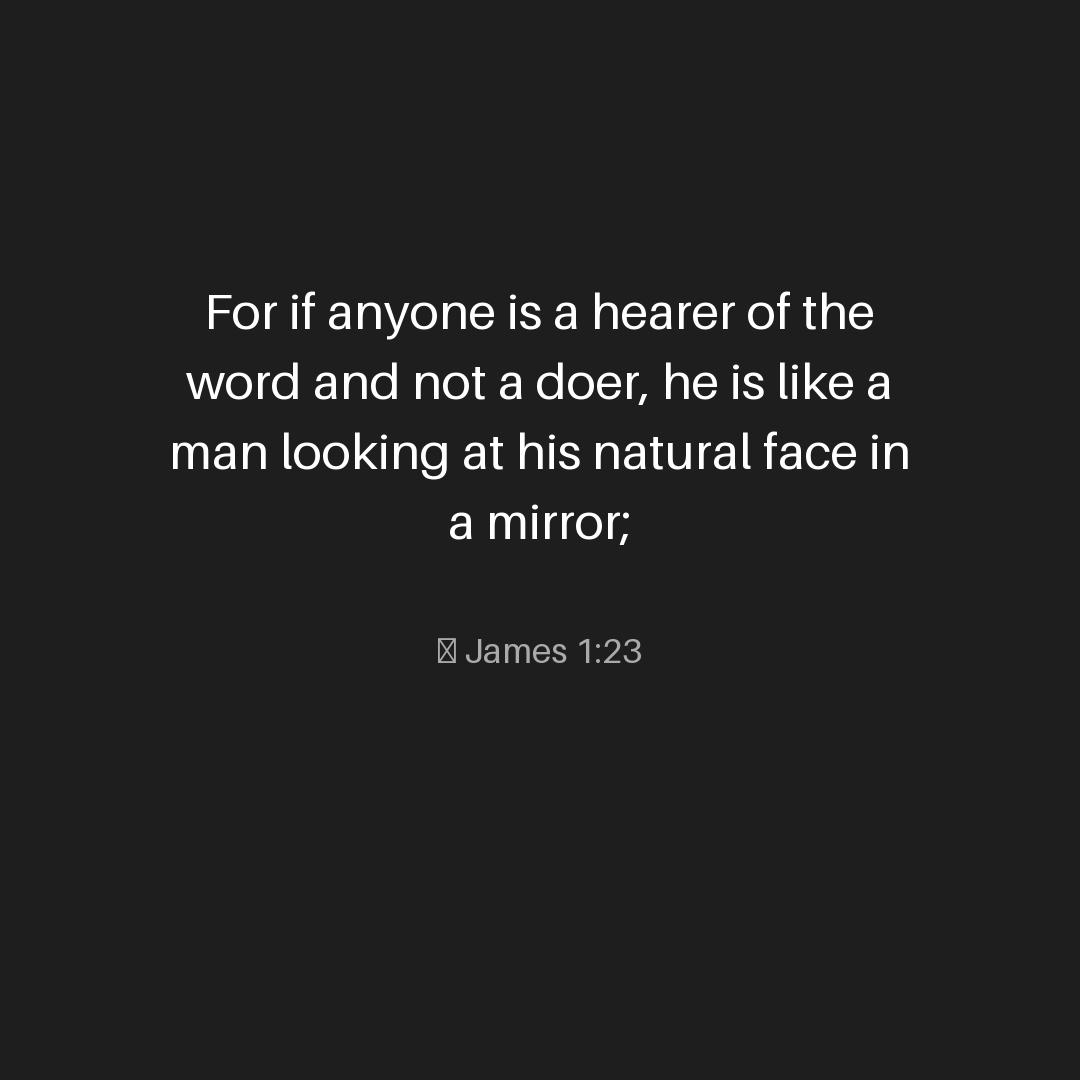 For if anyone is a hearer of the
word and not a doer, he is like a
man looking at his natural face in
a mirror;
James 1:23